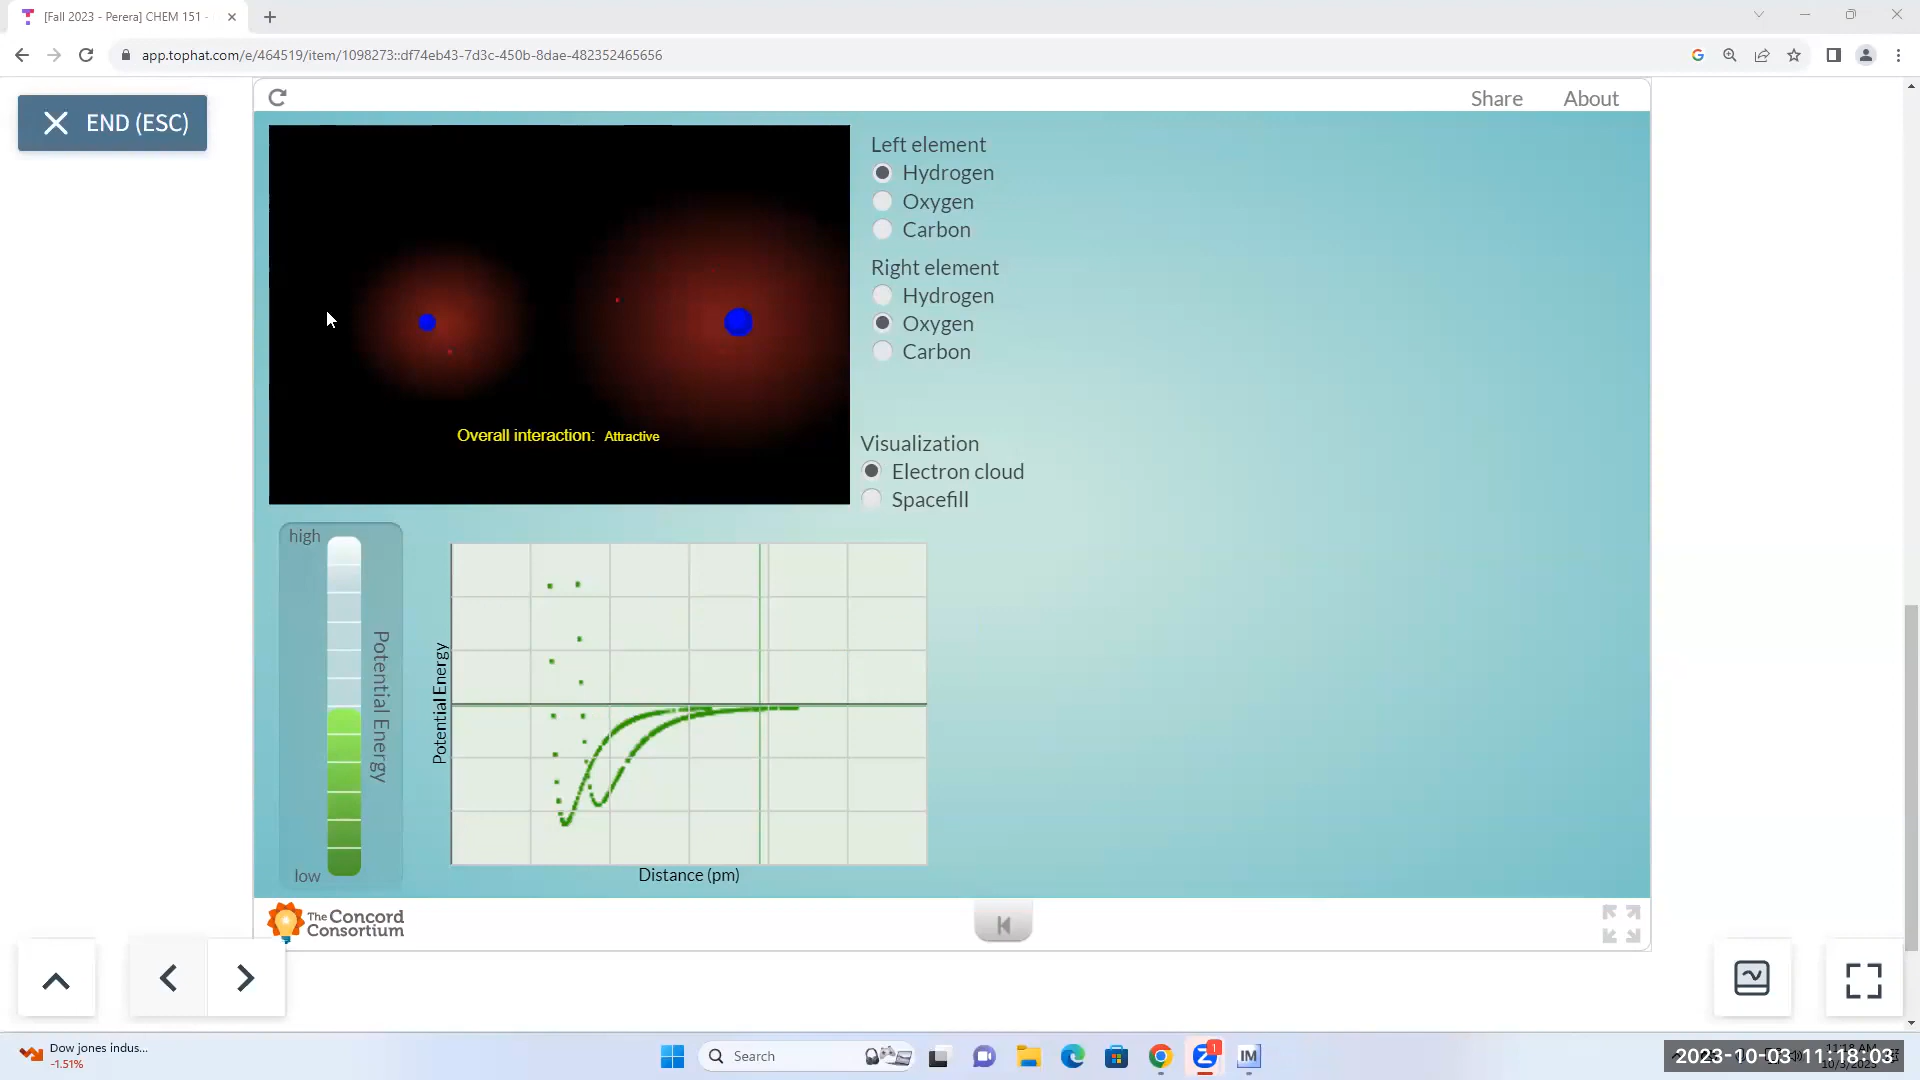 [Fall 2023 - Perera] CHEM 151 -
app.tophat.com/e/464519/item/1098273::df74eb43-7d3c-450b-8dae-482352465656
END (ESC)
Share About
Left element
Hydrogen
Oxygen
Carbon
Right element
Hydrogen
Oxygen
Carbon
Overall interaction: Attractive
Visualization
Electron cloud
Spacefill
high
Potential Energy
low
Potential Energy
Distance (pm)
The Concord
Consortium
Dow jones indus...
-1.51%
Search
1
IM
2023-10-03 11:18:03